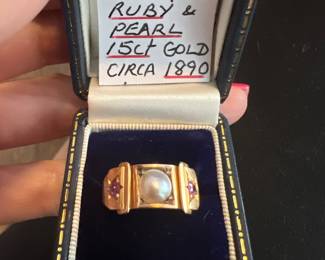 RUBY &
PEARL
15ct GOLD
CIRCA 1890